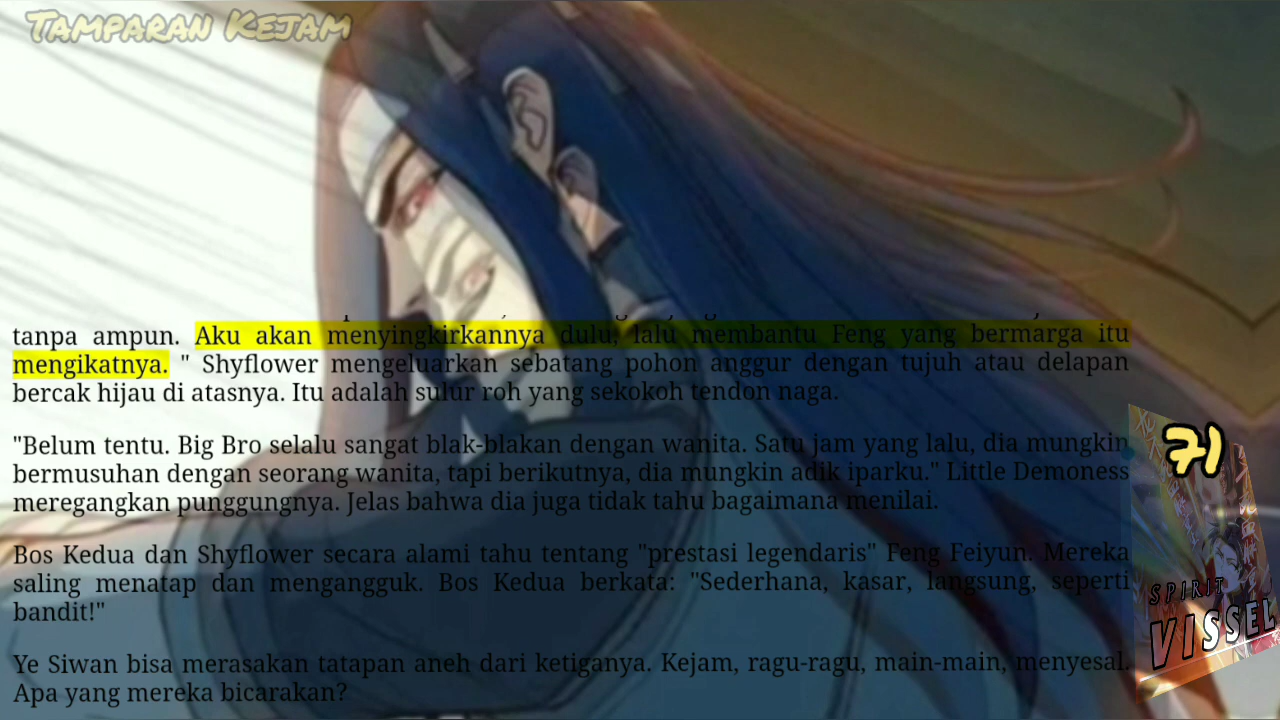 Tamparan Kejam
tanpa ampun. Aku akan menyingkirkannya dulu, lalu membantu Feng yang bermarga itu
mengikatnya. " Shyflower mengeluarkan sebatang pohon anggur dengan tujuh atau delapan
bercak hijau di atasnya. Itu adalah sulur roh yang sekokoh tendon naga.
"Belum tentu. Big Bro selalu sangat blak-blakan dengan wanita. Satu jam yang lalu, dia mungkin
bermusuhan dengan seorang wanita, tapi berikutnya, dia mungkin adik iparku." Little Demoness
meregangkan punggungnya. Jelas bahwa dia juga tidak tahu bagaimana menilai.
Bos Kedua dan Shyflower secara alami tahu tentang "prestasi legendaris" Feng Feiyun. Mereka
saling menatap dan mengangguk. Bos Kedua berkata: "Sederhana, kasar, langsung, seperti
bandit!"
Ye Siwan bisa merasakan tatapan aneh dari ketiganya. Kejam, ragu-ragu, main-main, menyesal.
Apa yang mereka bicarakan?
71
SPIRIT
VISSEL